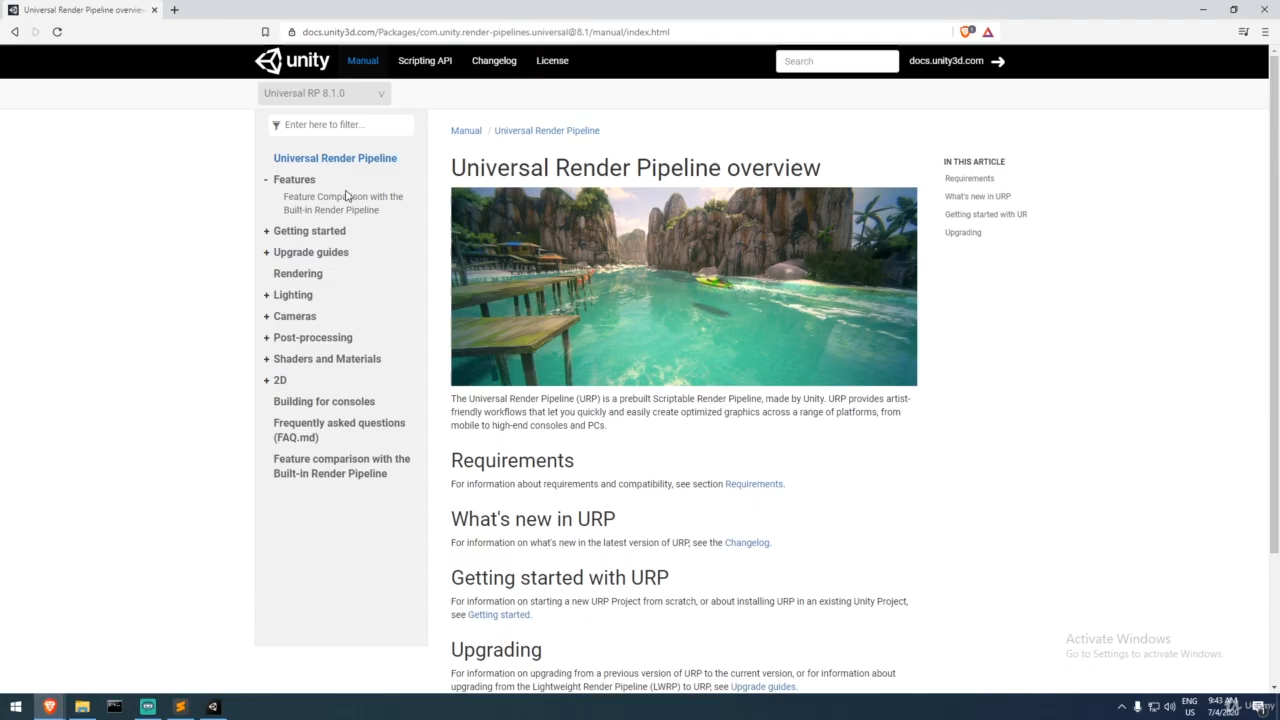 Universal Render Pipeline overview
docs.unity3d.com/Packages/com.unity.render-pipelines.universal@8.1/manual/index.html
unity
Manual
Scripting API
Changelog
License
Search
docs.unity3d.com
Universal RP 8.1.0
Enter here to filter...
Universal Render Pipeline
- Features
Feature Comparison with the
Built-in Render Pipeline
+ Getting started
+ Upgrade guides
Rendering
+ Lighting
+ Cameras
+ Post-processing
+ Shaders and Materials
+ 2D
Building for consoles
Frequently asked questions
(FAQ.md)
Feature comparison with the
Built-in Render Pipeline
Manual / Universal Render Pipeline
Universal Render Pipeline overview
The Universal Render Pipeline (URP) is a prebuilt Scriptable Render Pipeline, made by Unity. URP provides artist-
friendly workflows that let you quickly and easily create optimized graphics across a range of platforms, from
mobile to high-end consoles and PCs.
Requirements
For information about requirements and compatibility, see section Requirements.
What's new in URP
For information on what's new in the latest version of URP, see the Changelog.
Getting started with URP
For information on starting a new URP Project from scratch, or about installing URP in an existing Unity Project,
see Getting started.
Upgrading
For information on upgrading from a previous version of URP to the current version, or for information about
upgrading from the Lightweight Render Pipeline (LWRP) to URP, see Upgrade guides.
IN THIS ARTICLE
Requirements
What's new in URP
Getting started with UR
Upgrading
Activate Windows
Go to Settings to activate Windows.
ENG
US
9:43 AM
7/4/2020
Udemy